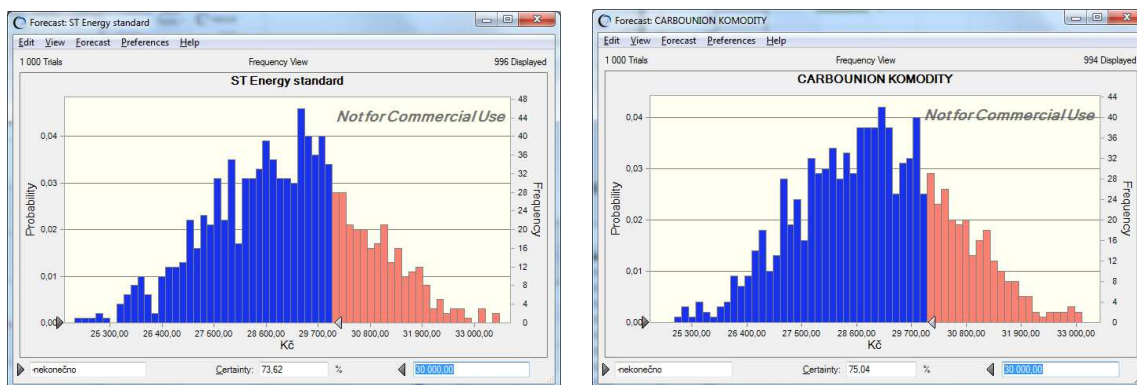 Forecast: ST Energy standard
Edit View Forecast Preferences Help
1 000 Trials Frequency View 996 Displayed
ST Energy standard
Not for Commercial Use
Probability
0,04
0,03
0,02
0,01
0,00
48
44
40
36
32
28
24
20
16
12
8
4
0
Frequency
25 300,00 26 400,00 27 500,00 28 600,00 29 700,00 30 800,00 31 900,00 33 000,00
Kč
-nekonečno Certainty: 73,62 % 30 000,00
Forecast: CARBOUNION KOMODITY
Edit View Forecast Preferences Help
1 000 Trials Frequency View 994 Displayed
CARBOUNION KOMODITY
Not for Commercial Use
Probability
0,04
0,03
0,02
0,01
0,00
44
40
36
32
28
24
20
16
12
8
4
0
Frequency
25 300,00 26 400,00 27 500,00 28 600,00 29 700,00 30 800,00 31 900,00 33 000,00
Kč
-nekonečno Certainty: 75,04 % 30 000,00